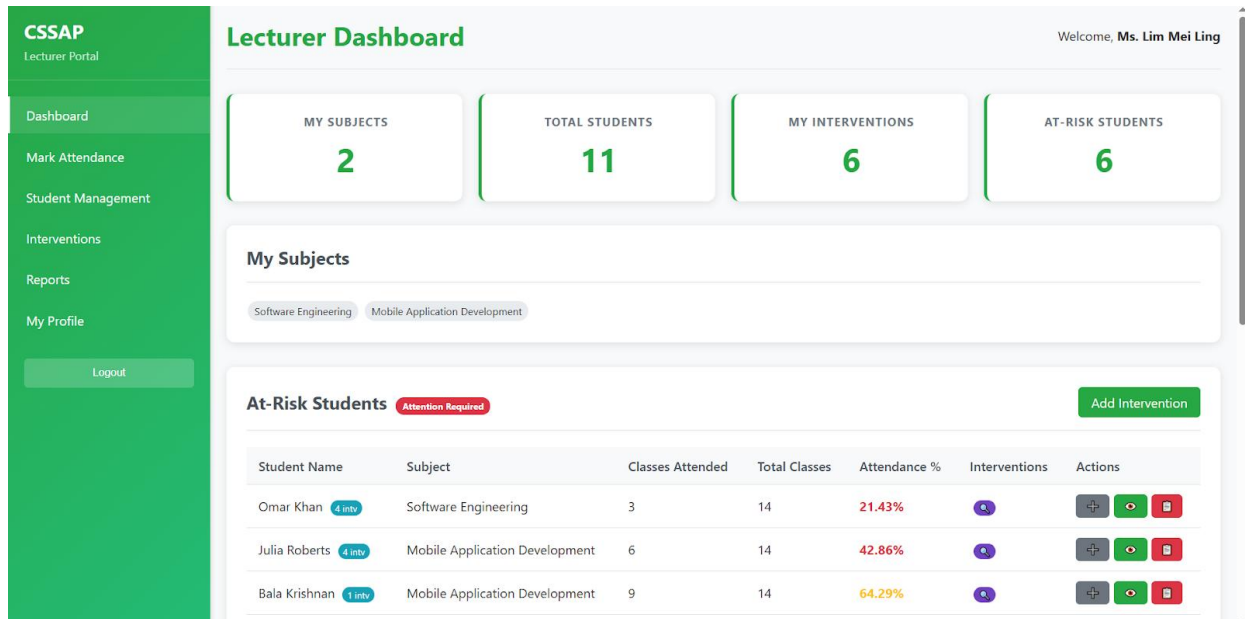 CSSAP
Lecturer Portal
Dashboard
Mark Attendance
Student Management
Interventions
Reports
My Profile
Logout
Lecturer Dashboard
Welcome, Ms. Lim Mei Ling
MY SUBJECTS
2
TOTAL STUDENTS
11
MY INTERVENTIONS
6
AT-RISK STUDENTS
6
My Subjects
Software Engineering Mobile Application Development
At-Risk Students Attention Required
Add Intervention
Student Name Subject Classes Attended Total Classes Attendance % Interventions Actions
Omar Khan 4 intv Software Engineering 3 14 21.43%
Julia Roberts 4 intv Mobile Application Development 6 14 42.86%
Bala Krishnan 1 intv Mobile Application Development 9 14 64.29%